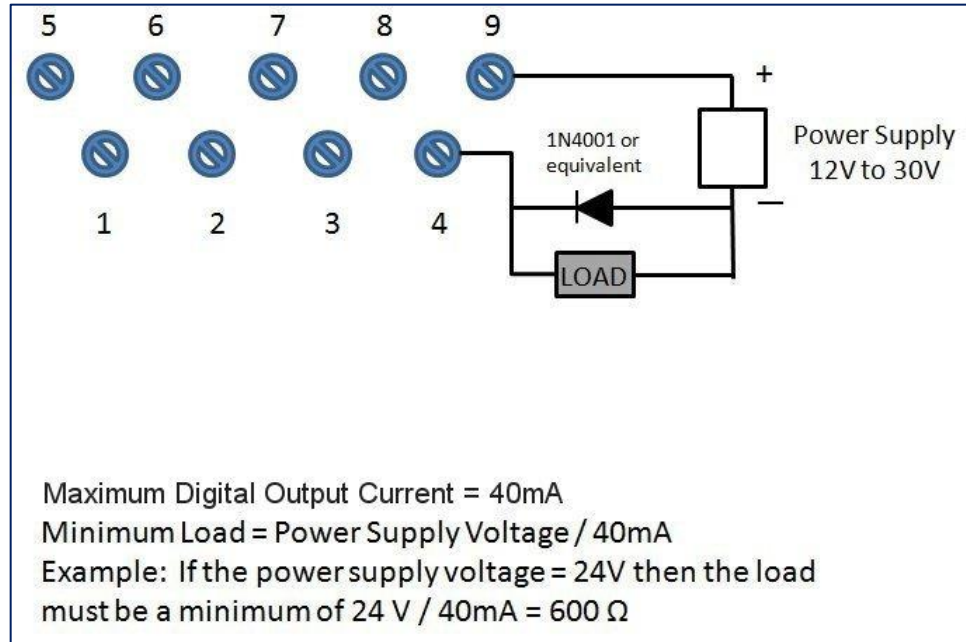 5 6 7 8 9
+
1N4001 or
equivalent
Power Supply
12V to 30V
—
1 2 3 4
LOAD
Maximum Digital Output Current = 40mA
Minimum Load = Power Supply Voltage / 40mA
Example: If the power supply voltage = 24V then the load
must be a minimum of 24 V / 40mA = 600 Ω